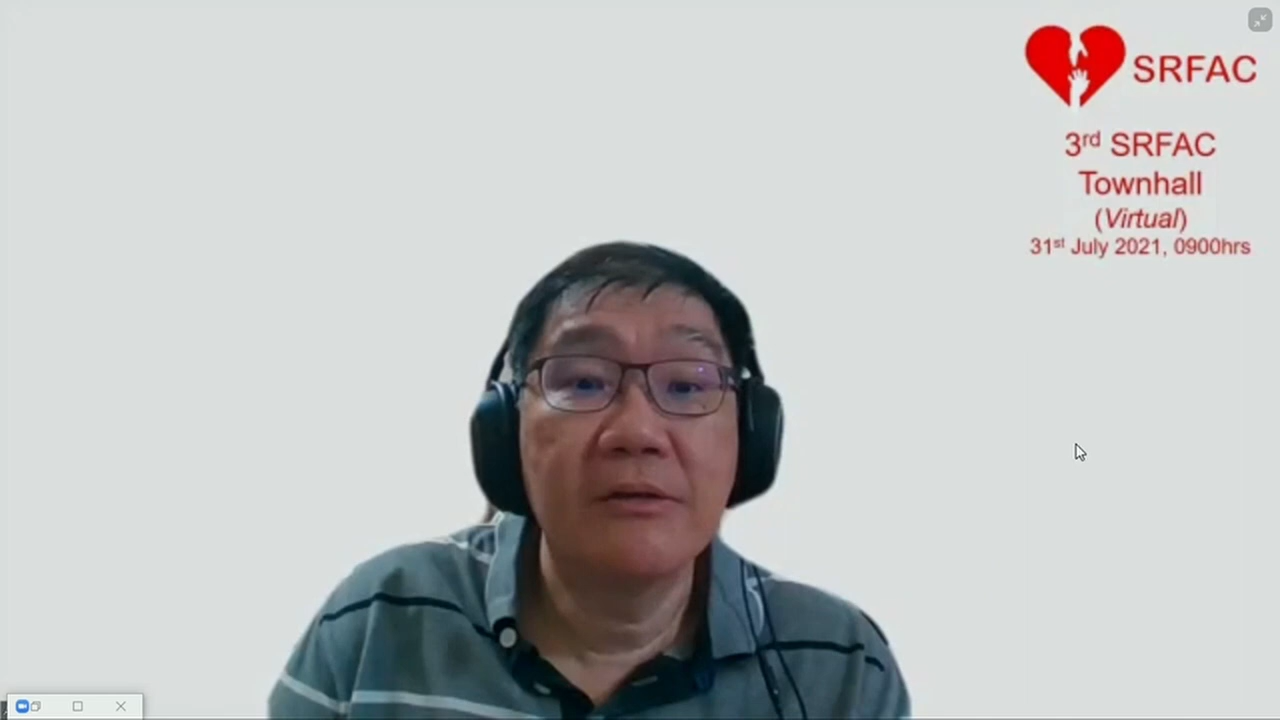 SRFAC
3rd SRFAC
Townhall
(Virtual)
31st July 2021, 0900hrs